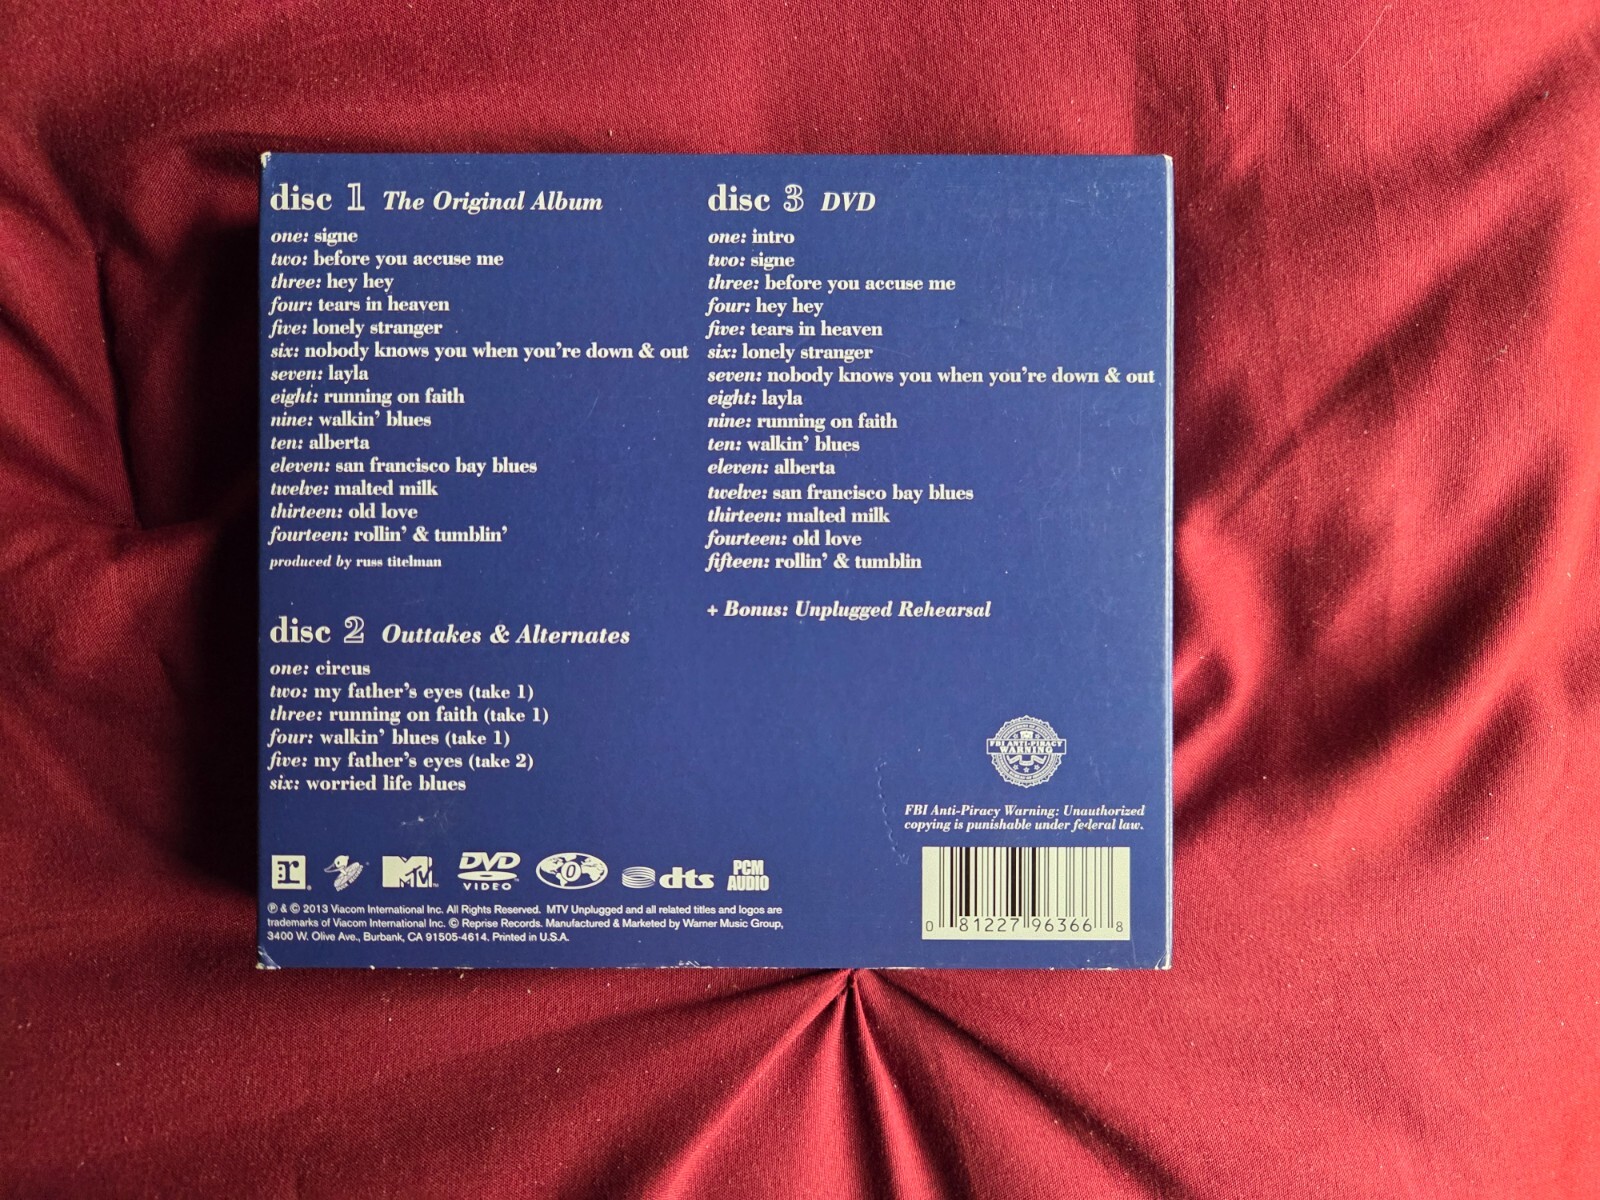 disc 1 The Original Album
one: signe
two: before you accuse me
three: hey hey
four: tears in heaven
five: lonely stranger
six: nobody knows you when you're down & out
seven: layla
eight: running on faith
nine: walkin' blues
ten: alberta
eleven: san francisco bay blues
twelve: malted milk
thirteen: old love
fourteen: rollin' & tumblin'
produced by russ titelman
disc 2 Outtakes & Alternates
one: circus
two: my father's eyes (take 1)
three: running on faith (take 1)
four: walkin' blues (take 1)
five: my father's eyes (take 2)
six: worried life blues
disc 3 DVD
one: intro
two: signe
three: before you accuse me
four: hey hey
five: tears in heaven
six: lonely stranger
seven: nobody knows you when you're down & out
eight: layla
nine: running on faith
ten: walkin' blues
eleven: alberta
twelve: san francisco bay blues
thirteen: malted milk
fourteen: old love
fifteen: rollin' & tumblin
+ Bonus: Unplugged Rehearsal
FBI ANTI-PIRACY
WARNING
FBI Anti-Piracy Warning: Unauthorized
copying is punishable under federal law.
r MTV DVD VIDEO 0 dts PCM AUDIO
℗ & © 2013 Viacom International Inc. All Rights Reserved. MTV Unplugged and all related titles and logos are
trademarks of Viacom International Inc. © Reprise Records. Manufactured & Marketed by Warner Music Group,
3400 W. Olive Ave., Burbank, CA 91505-4614. Printed in U.S.A.
0 81227 96366 8